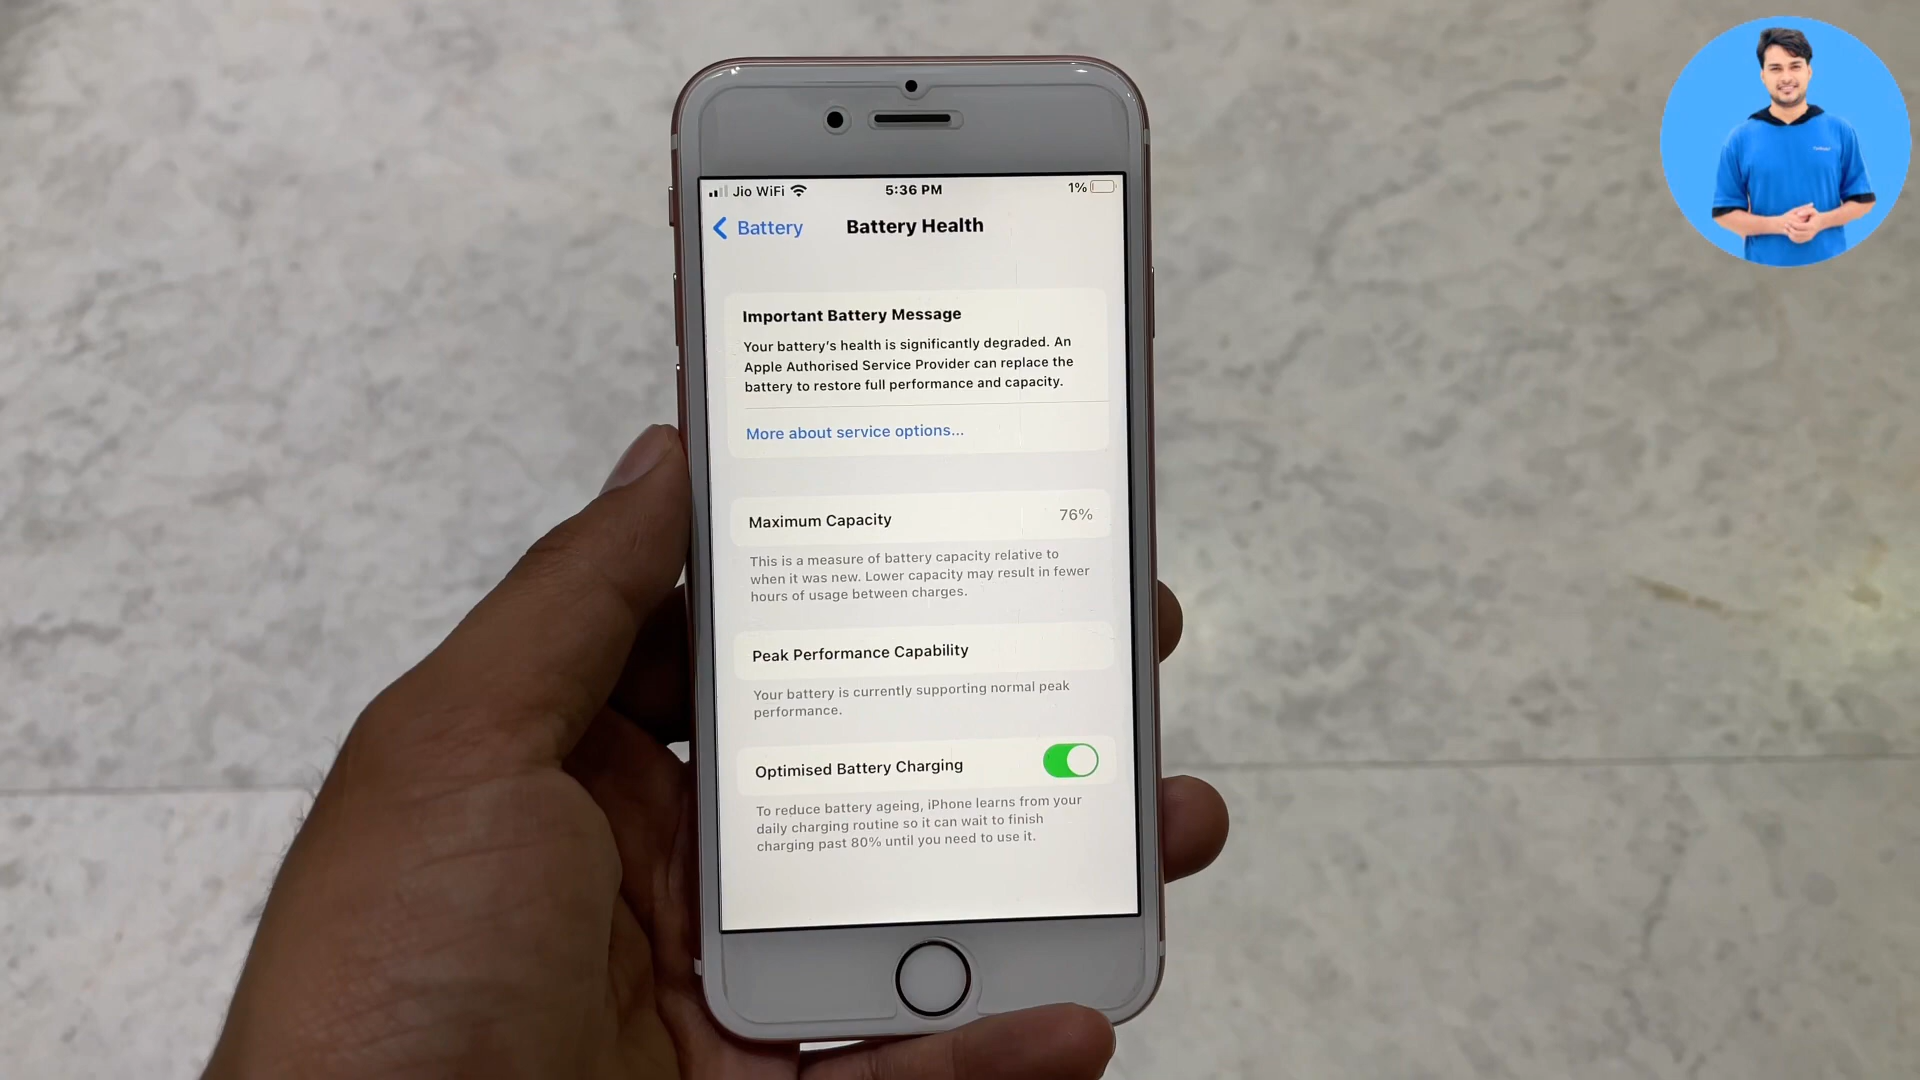 Jio WiFi 5:36 PM 1%
Battery Battery Health
Important Battery Message
Your battery's health is significantly degraded. An
Apple Authorised Service Provider can replace the
battery to restore full performance and capacity.
More about service options...
Maximum Capacity 76%
This is a measure of battery capacity relative to
when it was new. Lower capacity may result in fewer
hours of usage between charges.
Peak Performance Capability
Your battery is currently supporting normal peak
performance.
Optimised Battery Charging
To reduce battery ageing, iPhone learns from your
daily charging routine so it can wait to finish
charging past 80% until you need to use it.